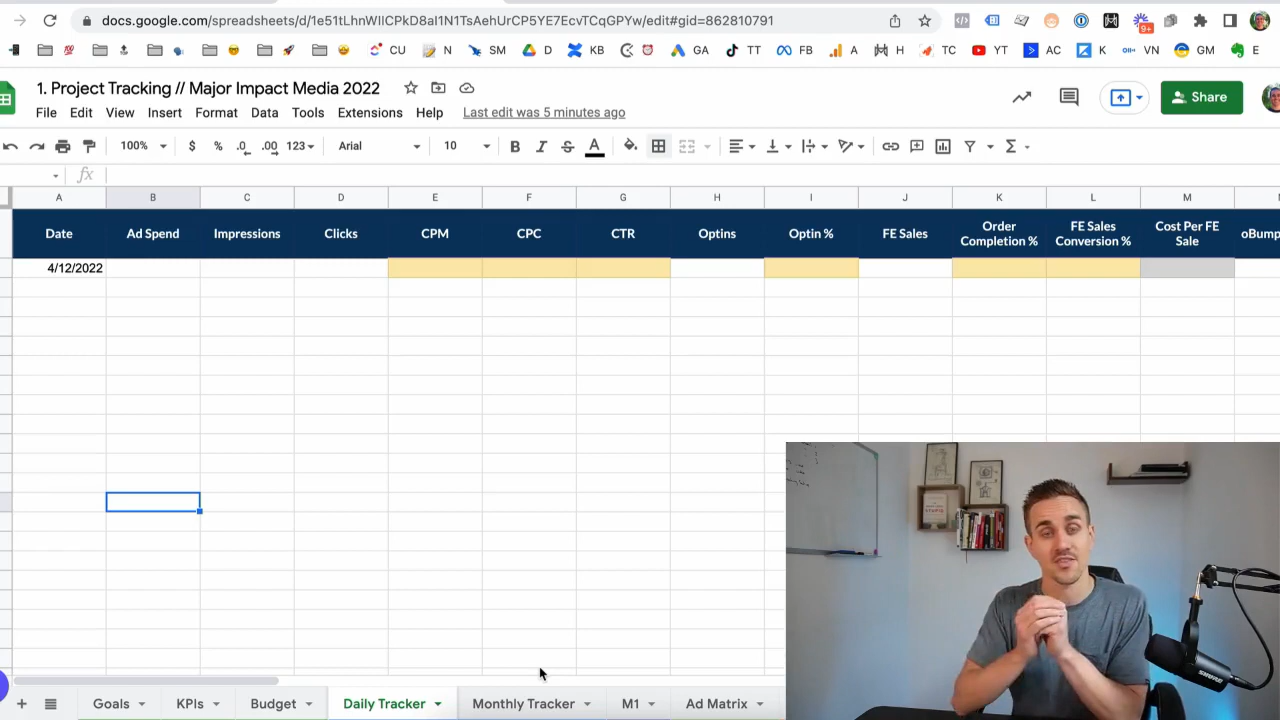 docs.google.com/spreadsheets/d/1e51tLhnWIICPkD8aI1N1TsAehUrCP5YE7EcvTCqGPYw/edit#gid=862810791
9+
CU N SM D KB GA TT FB A H TC YT AC K VN GM E
1. Project Tracking // Major Impact Media 2022
File Edit View Insert Format Data Tools Extensions Help Last edit was 5 minutes ago
Share
100% $ % .0 .00 123 Arial 10 B I S A
fx
A B C D E F G H I J K L M
Date Ad Spend Impressions Clicks CPM CPC CTR Optins Optin % FE Sales Order Completion % FE Sales Conversion % Cost Per FE Sale oBump
4/12/2022
SHURE
Goals KPIs Budget Daily Tracker Monthly Tracker M1 Ad Matrix